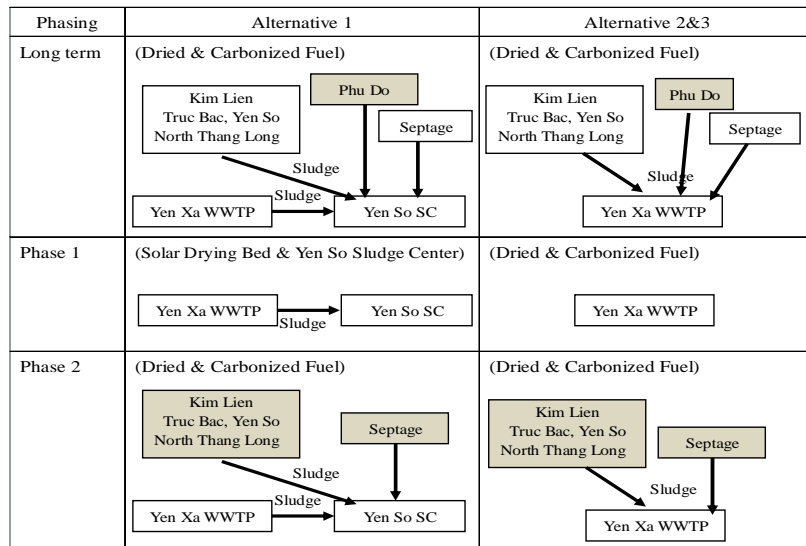 Phasing
Alternative 1
Alternative 2&3
Long term
(Dried & Carbonized Fuel)
Kim Lien
Truc Bac, Yen So
North Thang Long
Phu Do
Septage
Sludge
Sludge
Yen Xa WWTP
Yen So SC
(Dried & Carbonized Fuel)
Kim Lien
Truc Bac, Yen So
North Thang Long
Phu Do
Septage
Sludge
Yen Xa WWTP
Phase 1
(Solar Drying Bed & Yen So Sludge Center)
Yen Xa WWTP
Sludge
Yen So SC
(Dried & Carbonized Fuel)
Yen Xa WWTP
Phase 2
(Dried & Carbonized Fuel)
Kim Lien
Truc Bac, Yen So
North Thang Long
Septage
Sludge
Sludge
Yen Xa WWTP
Yen So SC
(Dried & Carbonized Fuel)
Kim Lien
Truc Bac, Yen So
North Thang Long
Septage
Sludge
Yen Xa WWTP